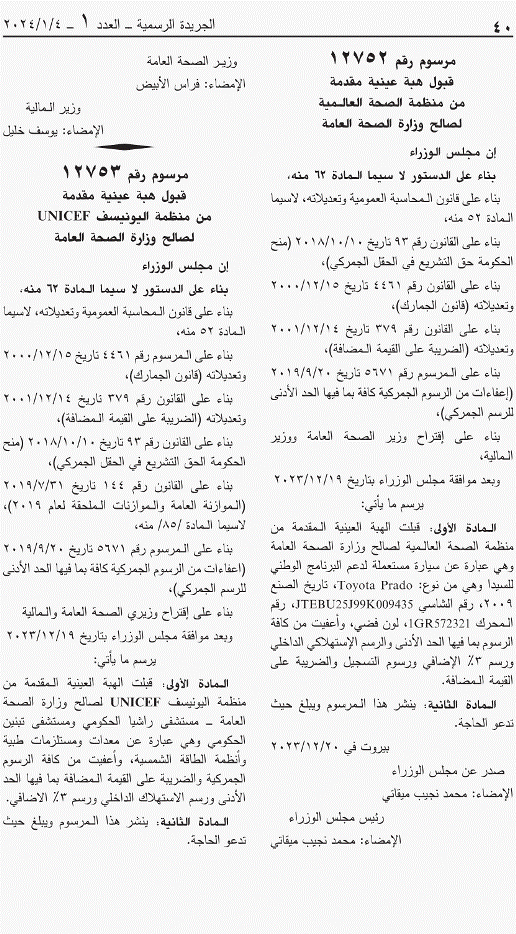 ٤٠
الجريدة الرسمية ــ العدد ١ ــ ٢٠٢٤/١/٤
مرسوم رقم ١٢٧٥٢
قبول هبة عينية مقدمة
من منظمة الصحة العالمية
لصالح وزارة الصحة العامة
إن مجلس الوزراء
بناء على الدستور لا سيما المادة ٦٢ منه،
بناء على قانون المحاسبة العمومية وتعديلاته، لاسيما
المادة ٥٢ منه،
بناء على القانون رقم ٩٣ تاريخ ٢٠١٨/١٠/١٠ (منح
الحكومة حق التشريع في الحقل الجمركي)،
بناء على القانون رقم ٤٤٦١ تاريخ ٢٠٠٠/١٢/١٥
وتعديلاته (قانون الجمارك)،
بناء على القانون رقم ٣٧٩ تاريخ ٢٠٠١/١٢/١٤
وتعديلاته (الضريبة على القيمة المضافة)،
بناء على المرسوم رقم ٥٦٧١ تاريخ ٢٠١٩/٩/٢٠
(إعفاءات من الرسوم الجمركية كافة بما فيها الحد الأدنى
للرسم الجمركي)،
بناء على إقتراح وزير الصحة العامة ووزير
المالية،
وبعد موافقة مجلس الوزراء بتاريخ ٢٠٢٣/١٢/١٩
يرسم ما يأتي:
المادة الأولى: قبلت الهبة العينية المقدمة من
منظمة الصحة العالمية لصالح وزارة الصحة العامة
وهي عبارة عن سيارة مستعملة لدعم البرنامج الوطني
للسيدا وهي من نوع: Toyota Prado، تاريخ الصنع
٢٠٠٩، رقم الشاسي JTEBU25J99K009435، رقم
المحرك 1GR572321، لون فضي، وأعفيت من كافة
الرسوم بما فيها الحد الأدنى والرسم الإستهلاكي الداخلي
ورسم ٣٪ الإضافي ورسوم التسجيل والضريبة على
القيمة المضافة.
المادة الثانية: ينشر هذا المرسوم ويبلغ حيث
تدعو الحاجة.
بيروت في ٢٠٢٣/١٢/٢٠
صدر عن مجلس الوزراء
الإمضاء: محمد نجيب ميقاتي
رئيس مجلس الوزراء
الإمضاء: محمد نجيب ميقاتي
وزير الصحة العامة
الإمضاء: فراس الأبيض
وزير المالية
الإمضاء: يوسف خليل
مرسوم رقم ١٢٧٥٣
قبول هبة عينية مقدمة
من منظمة اليونيسف UNICEF
لصالح وزارة الصحة العامة
إن مجلس الوزراء
بناء على الدستور لا سيما المادة ٦٢ منه،
بناء على قانون المحاسبة العمومية وتعديلاته، لاسيما
المادة ٥٢ منه،
بناء على المرسوم رقم ٤٤٦١ تاريخ ٢٠٠٠/١٢/١٥
وتعديلاته (قانون الجمارك)،
بناء على القانون رقم ٣٧٩ تاريخ ٢٠٠١/١٢/١٤
وتعديلاته (الضريبة على القيمة المضافة)،
بناء على القانون رقم ٩٣ تاريخ ٢٠١٨/١٠/١٠ (منح
الحكومة الحق التشريع في الحقل الجمركي)،
بناء على القانون رقم ١٤٤ تاريخ ٢٠١٩/٧/٣١
(الموازنة العامة والموازنات الملحقة لعام ٢٠١٩)،
لاسيما المادة /٨٥/ منه،
بناء على المرسوم رقم ٥٦٧١ تاريخ ٢٠١٩/٩/٢٠
(إعفاءات من الرسوم الجمركية كافة بما فيها الحد الأدنى
للرسم الجمركي)،
بناء على إقتراح وزيري الصحة العامة والمالية
وبعد موافقة مجلس الوزراء بتاريخ ٢٠٢٣/١٢/١٩
يرسم ما يأتي:
المادة الأولى: قبلت الهبة العينية المقدمة من
منظمة اليونيسف UNICEF لصالح وزارة الصحة
العامة ــ مستشفى راشيا الحكومي ومستشفى تبنين
الحكومي وهي عبارة عن معدات ومستلزمات طبية
وأنظمة الطاقة الشمسية، وأعفيت من كافة الرسوم
الجمركية والضريبة على القيمة المضافة بما فيها الحد
الأدنى ورسم الاستهلاك الداخلي ورسم ٣٪ الاضافي.
المادة الثانية: ينشر هذا المرسوم ويبلغ حيث
تدعو الحاجة.